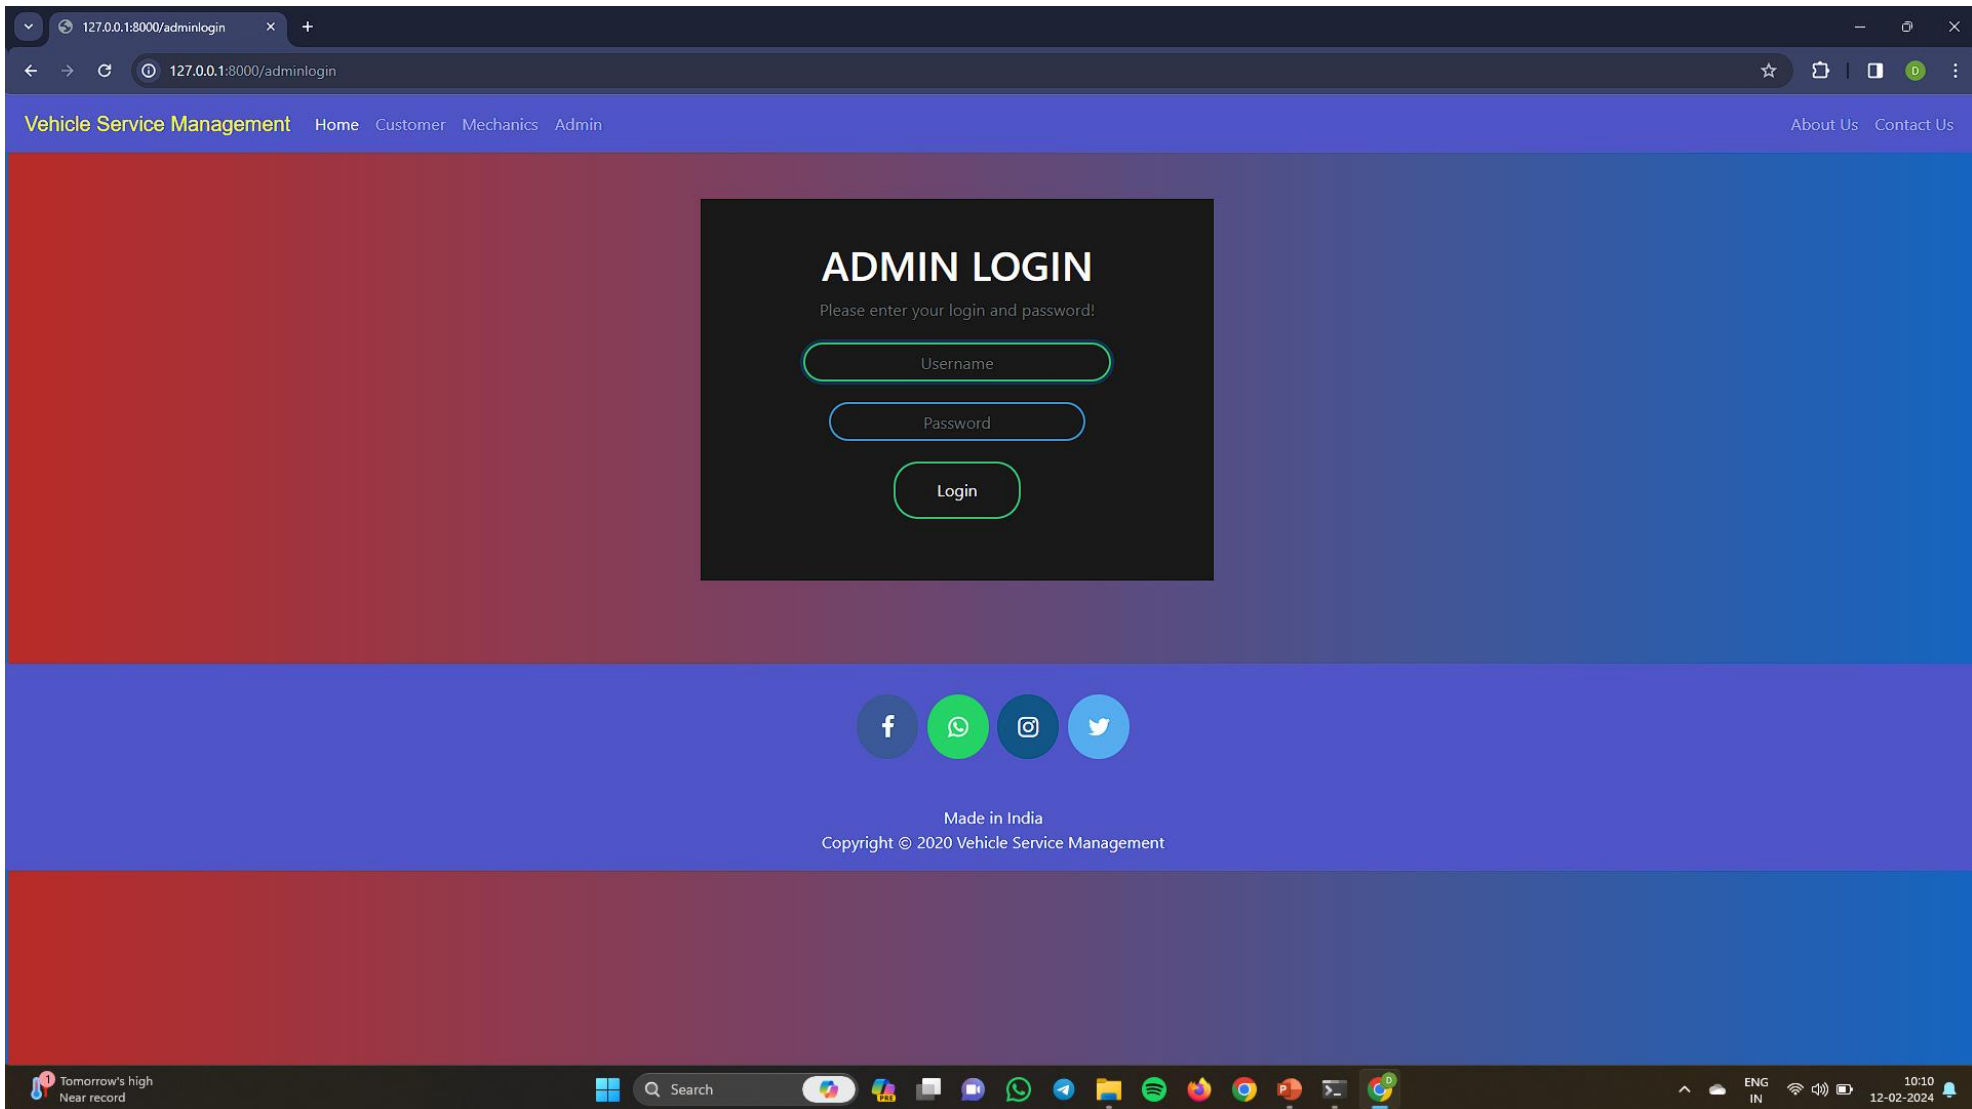 127.0.0.1:8000/adminlogin
127.0.0.1:8000/adminlogin
D
Vehicle Service Management Home Customer Mechanics Admin About Us Contact Us
ADMIN LOGIN
Please enter your login and password!
Username
Password
Login
Made in India
Copyright © 2020 Vehicle Service Management
1 Tomorrow's high
Near record
Search
PRE
D
ENG
IN
10:10
12-02-2024